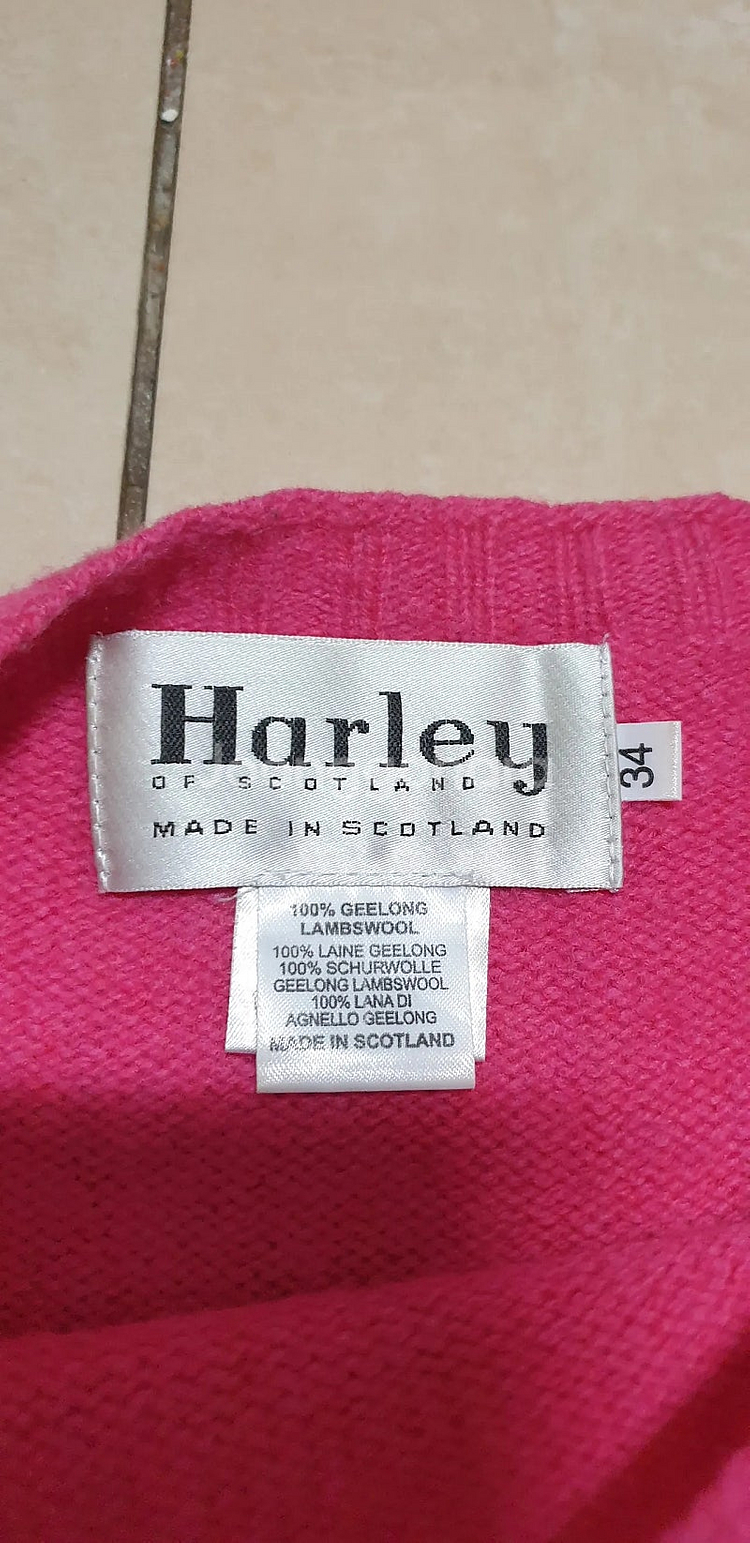 Harley
OF SCOTLAND
MADE IN SCOTLAND
34
100% GEELONG
LAMBSWOOL
100% LAINE GEELONG
100% SCHURWOLLE
GEELONG LAMBSWOOL
100% LANA DI
AGNELLO GEELONG
MADE IN SCOTLAND